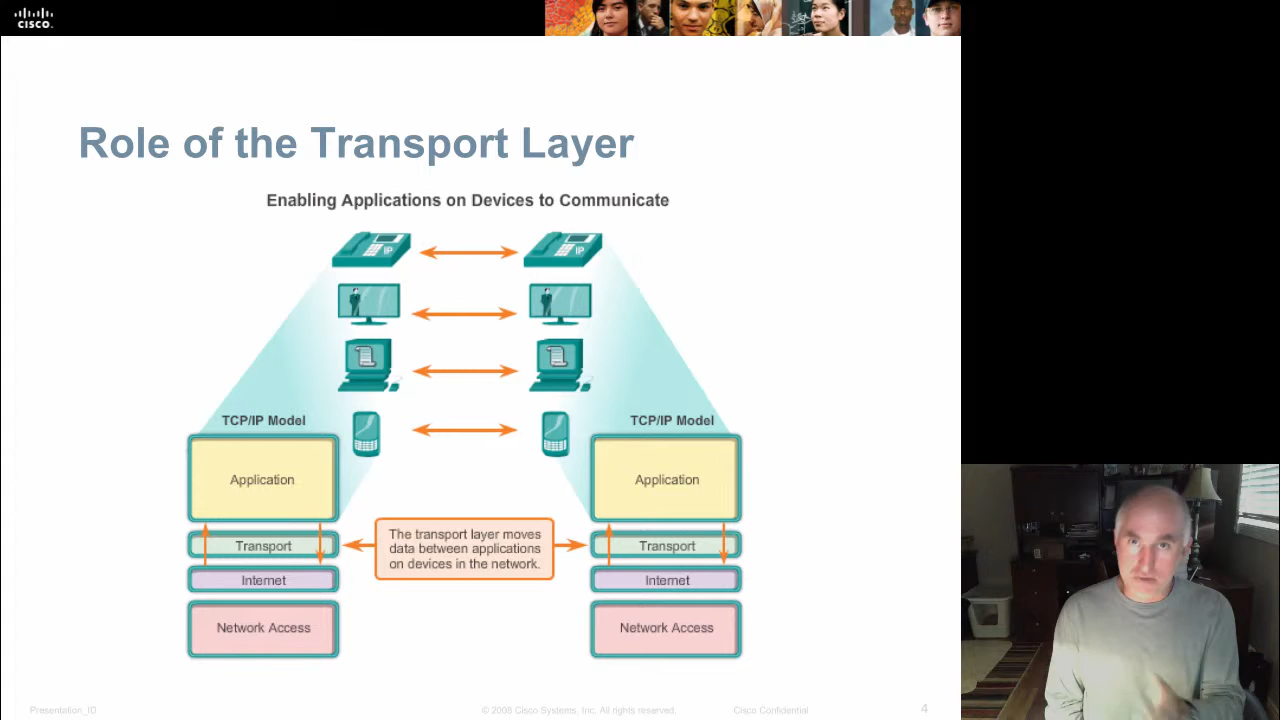 CISCO
Role of the Transport Layer
Enabling Applications on Devices to Communicate
IP
IP
TCP/IP Model
TCP/IP Model
Application
Application
The transport layer moves
data between applications
on devices in the network.
Transport
Transport
Internet
Internet
Network Access
Network Access
Presentation_ID
© 2008 Cisco Systems, Inc. All rights reserved.
Cisco Confidential
4